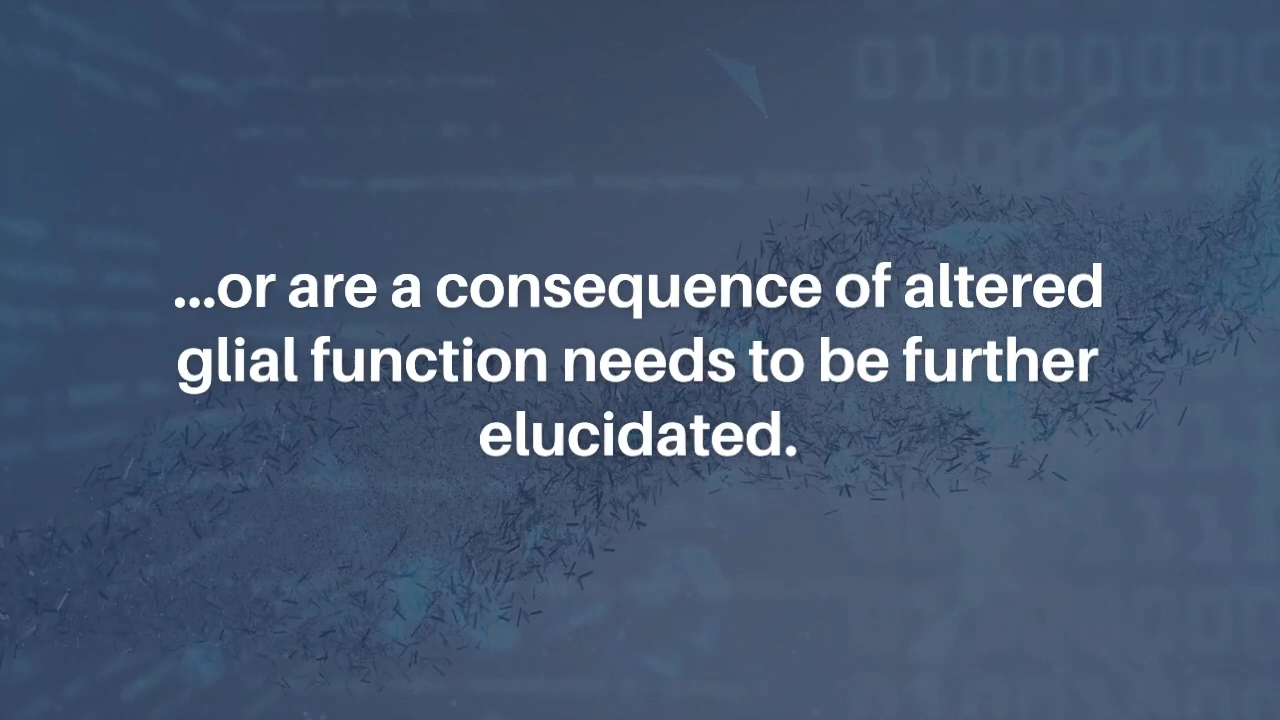 ...or are a consequence of altered
glial function needs to be further
elucidated.